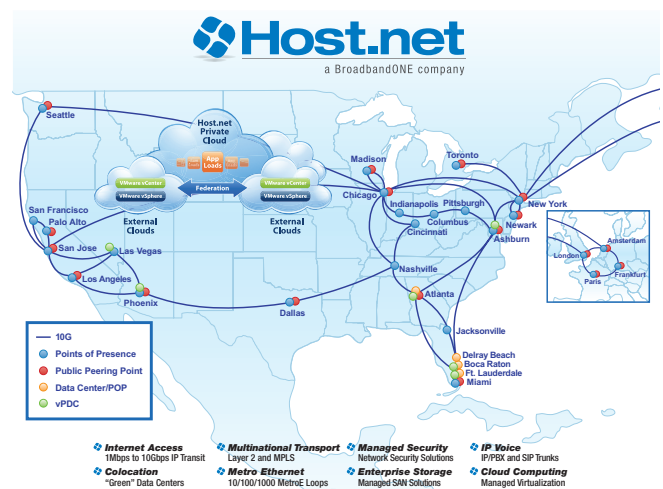 Host.net
a BroadbandONE company
Seattle
Host.net
Private
Cloud
App
Loads
VMware vCenter
VMware vSphere
Federation
VMware vCenter
VMware vSphere
External
Clouds
External
Clouds
Madison
Toronto
Chicago
Indianapolis
Pittsburgh
New York
Columbus
Newark
Cincinnati
Ashburn
San Francisco
Palo Alto
San Jose
Las Vegas
Los Angeles
Phoenix
Dallas
Nashville
Atlanta
Jacksonville
Delray Beach
Boca Raton
Ft. Lauderdale
Miami
Amsterdam
London
Frankfurt
Paris
10G
Points of Presence
Public Peering Point
Data Center/POP
vPDC
Internet Access
1Mbps to 10Gbps IP Transit
Multinational Transport
Layer 2 and MPLS
Managed Security
Network Security Solutions
IP Voice
IP/PBX and SIP Trunks
Colocation
“Green” Data Centers
Metro Ethernet
10/100/1000 MetroE Loops
Enterprise Storage
Managed SAN Solutions
Cloud Computing
Managed Virtualization